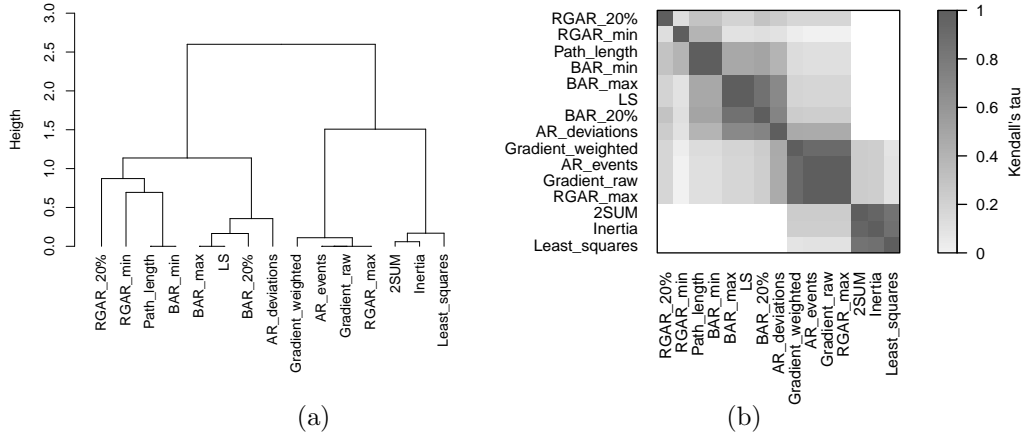 3.0
2.5
2.0
1.5
1.0
0.5
0.0
Heigth
RGAR_20%
RGAR_min
Path_length
BAR_min
BAR_max
LS
BAR_20%
AR_deviations
Gradient_weighted
AR_events
Gradient_raw
RGAR_max
2SUM
Inertia
Least_squares
(a)
RGAR_20%
RGAR_min
Path_length
BAR_min
BAR_max
LS
BAR_20%
AR_deviations
Gradient_weighted
AR_events
Gradient_raw
RGAR_max
2SUM
Inertia
Least_squares
RGAR_20%
RGAR_min
Path_length
BAR_min
BAR_max
LS
BAR_20%
AR_deviations
Gradient_weighted
AR_events
Gradient_raw
RGAR_max
2SUM
Inertia
Least_squares
1
0.8
0.6
0.4
0.2
0
Kendall's tau
(b)